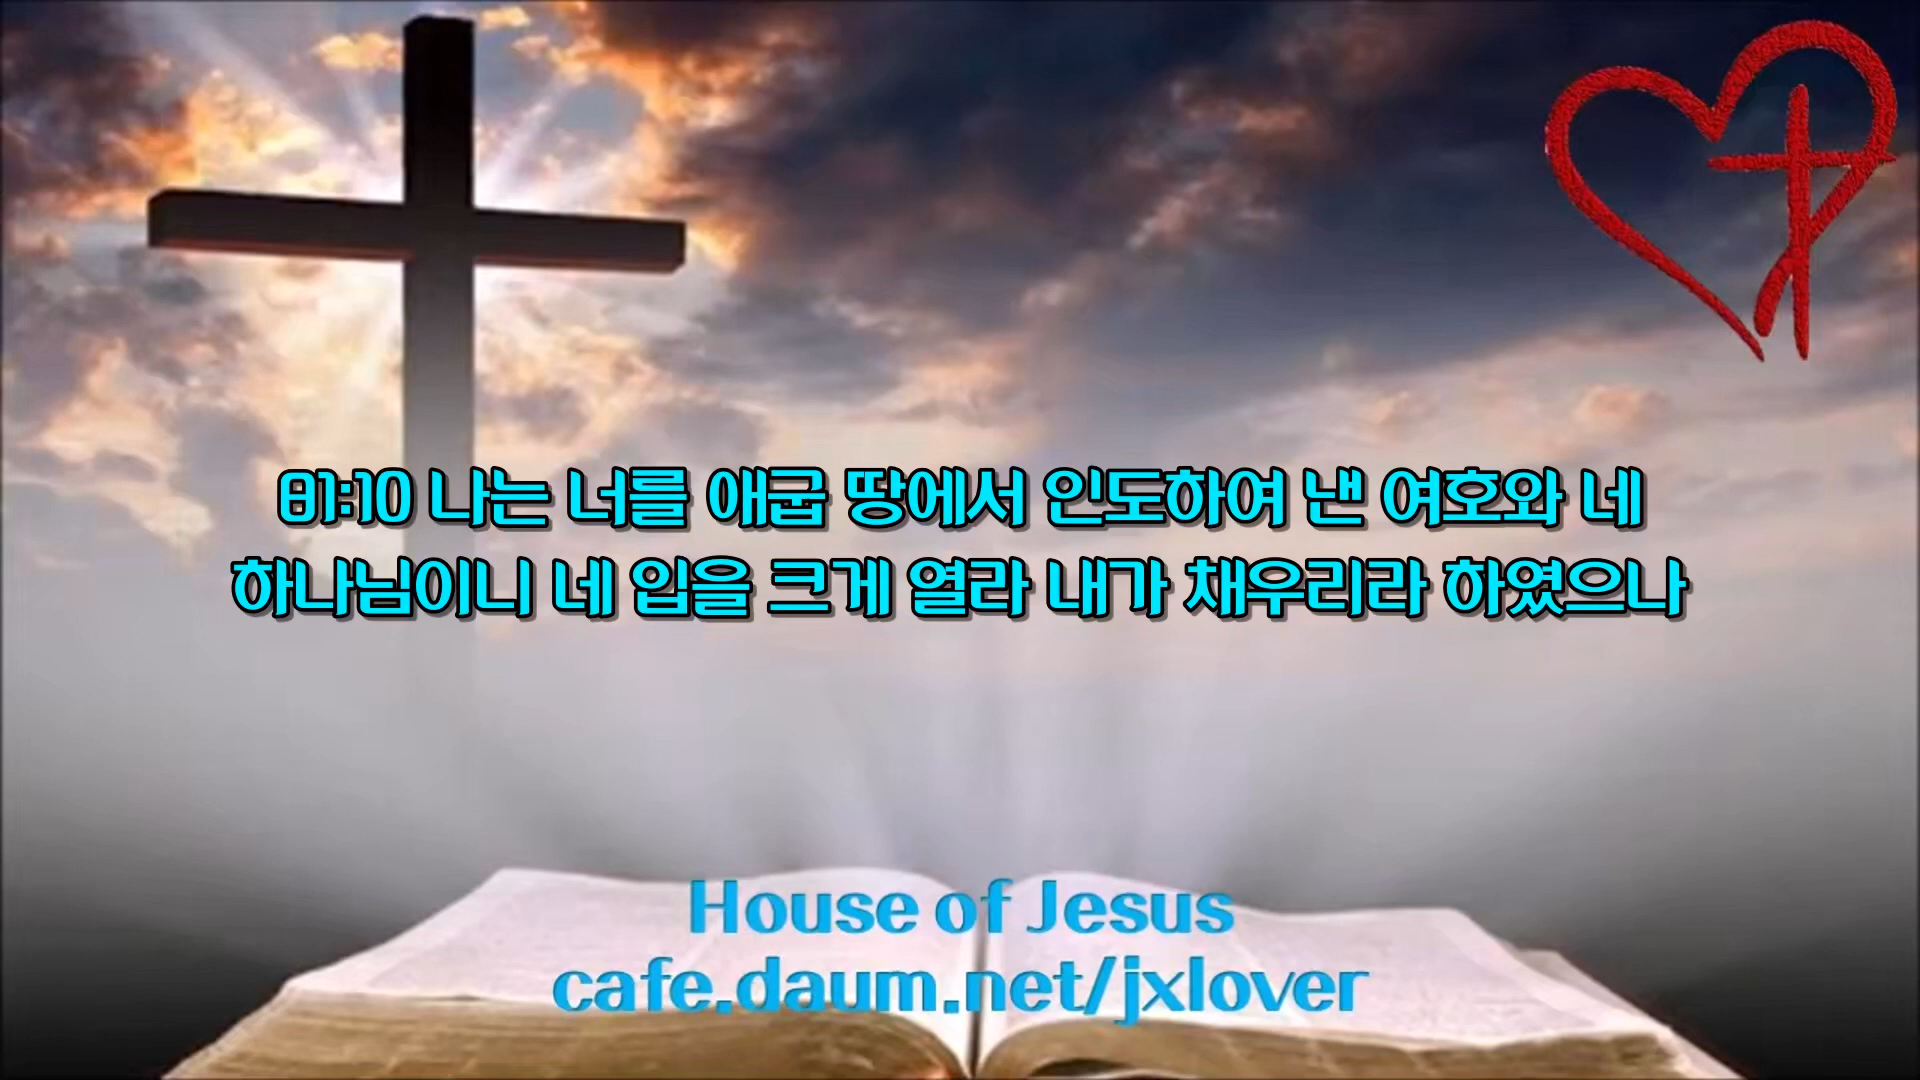 81:10 나는 너를 애굽 땅에서 인도하여 낸 여호와 네
하나님이니 네 입을 크게 열라 내가 채우리라 하였으나
House of Jesus
cafe.daum.net/jxlover